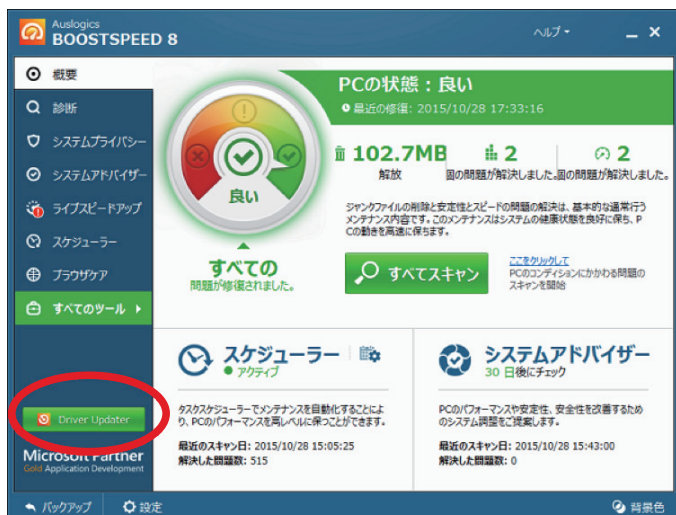 Auslogics
BOOSTSPEED 8
ヘルプ
概要
診断
システムプライバシー
システムアドバイザー
ライブスピードアップ
スケジューラー
ブラウザケア
すべてのツール
Driver Updater
Microsoft Partner
Gold Application Development
PCの状態：良い
最近の修復: 2015/10/28 17:33:16
良い
すべての
問題が修復されました。
102.7MB
解放
2
固の問題が解決しました。
2
固の問題が解決しました。
ジャンクファイルの削除と安定性とスピードの問題の解決は、基本的な通常行う
メンテナンス内容です。このメンテナンスはシステムの健康状態を良好に保ち、P
Cの動きを高速に保ちます。
すべてスキャン
ここをクリックして
PCのコンディションにかかわる問題の
スキャンを開始
スケジューラー
アクティブ
タスクスケジューラーでメンテナンスを自動化することによ
り、PCのパフォーマンスを高レベルに保つことができます。
最近のスキャン日: 2015/10/28 15:05:25
解決した問題数: 515
システムアドバイザー
30 日後にチェック
PCのパフォーマンスや安定性、安全性を改善するため
のシステム調整をご提案します。
最近のスキャン日: 2015/10/28 15:43:00
解決した問題数: 0
バックアップ
設定
背景色